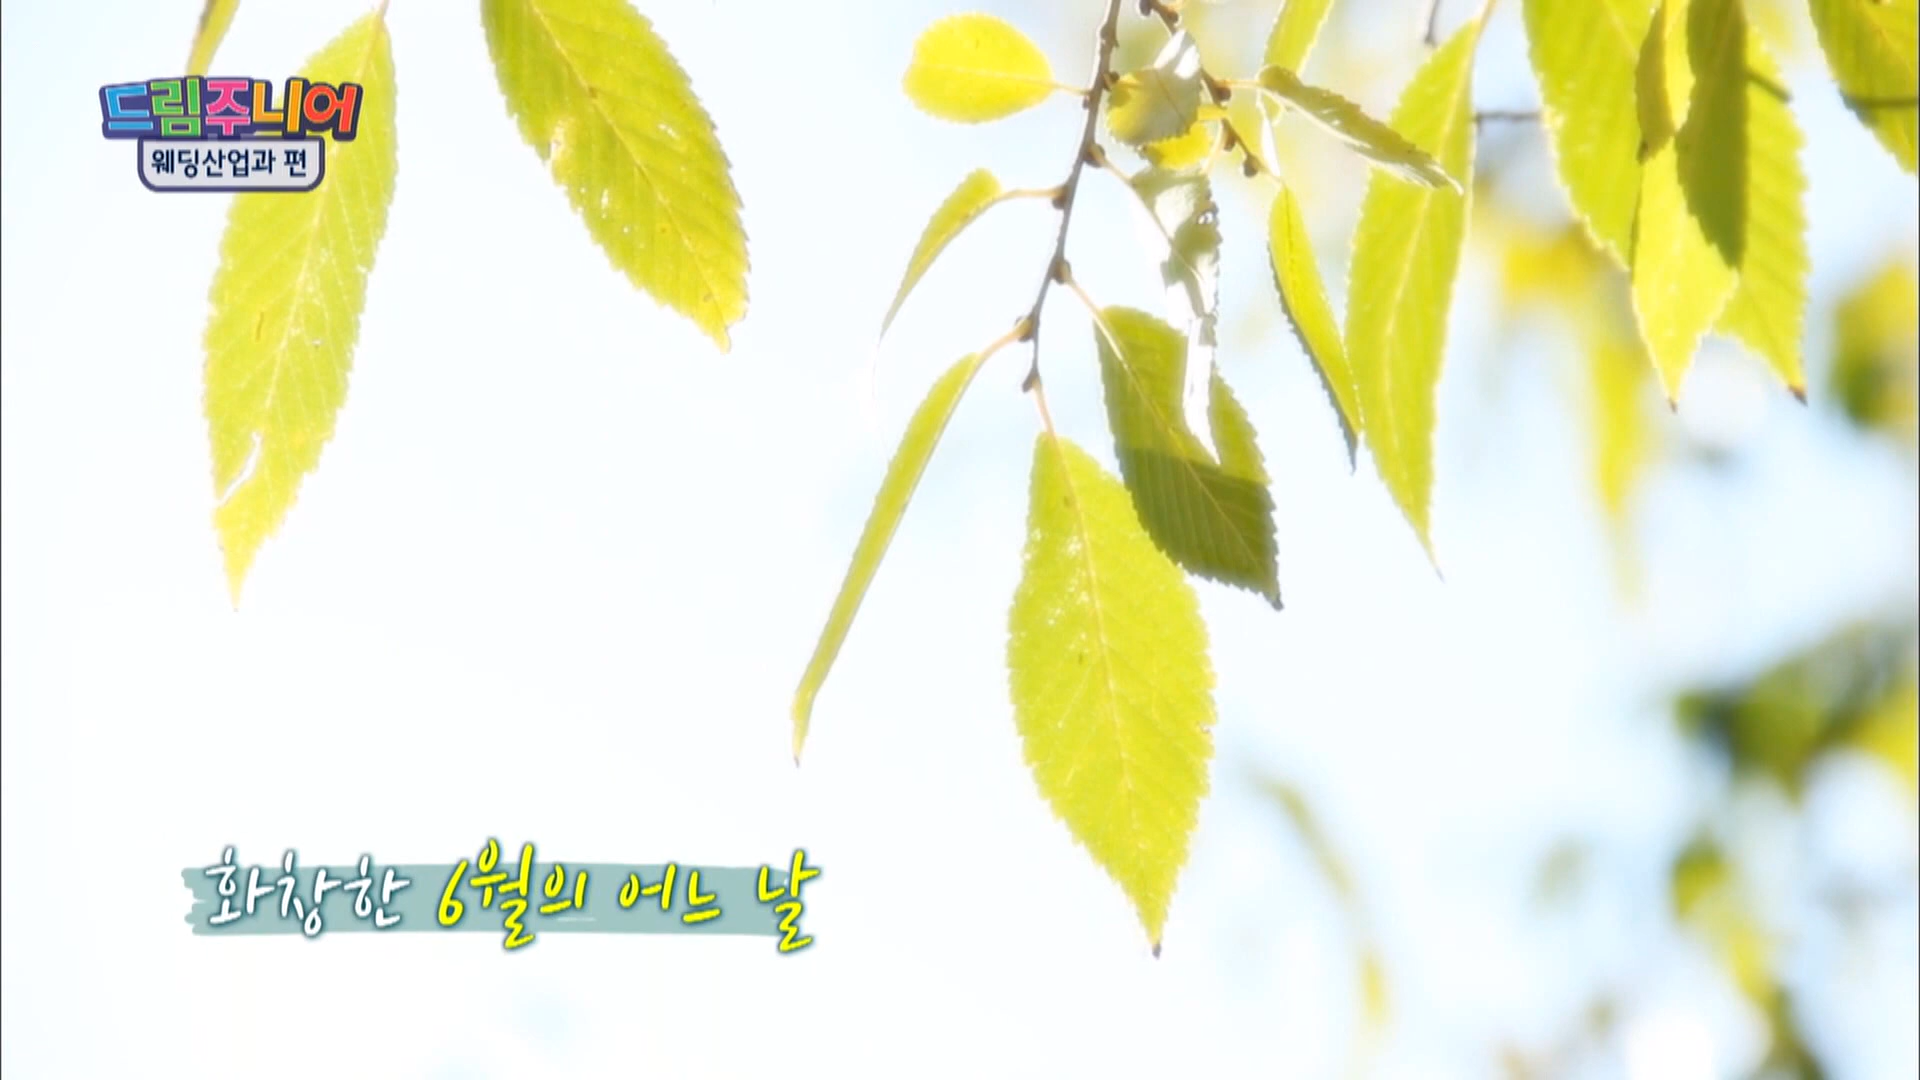 드림주니어
웨딩산업과 편
화창한 6월의 어느 날